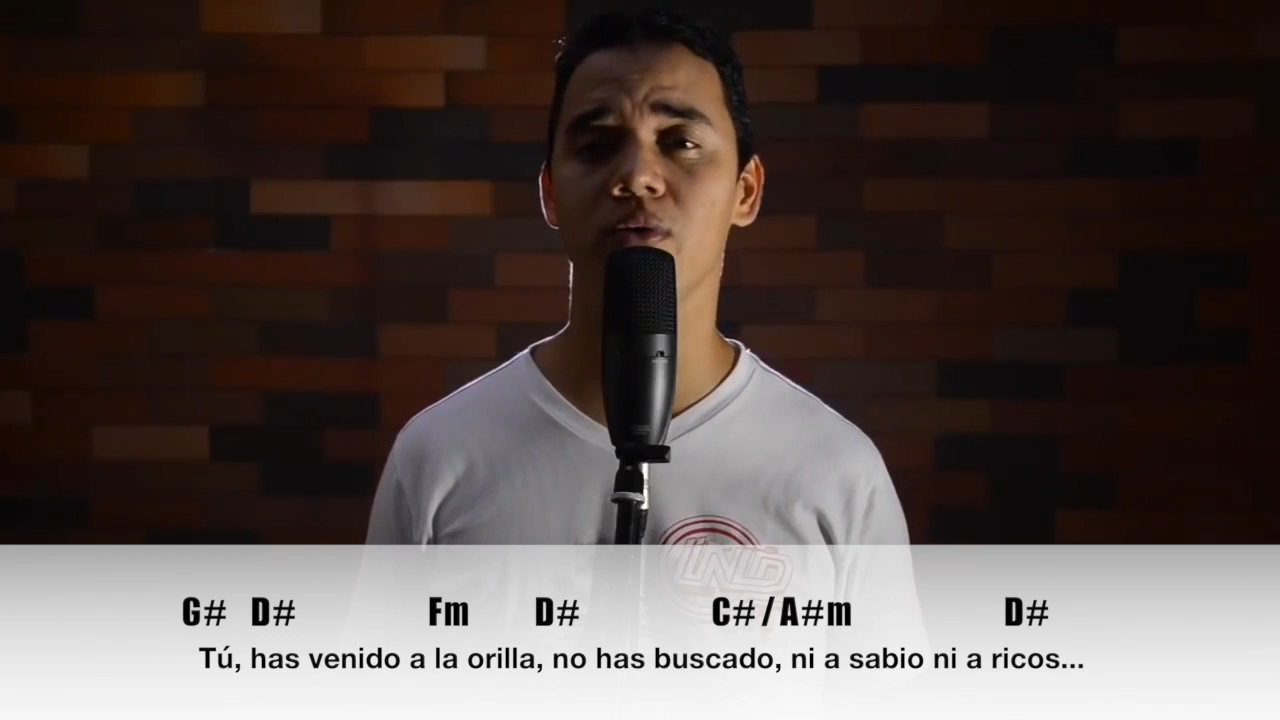 G# D# Fm D# C#/A#m D#
Tú, has venido a la orilla, no has buscado, ni a sabio ni a ricos...